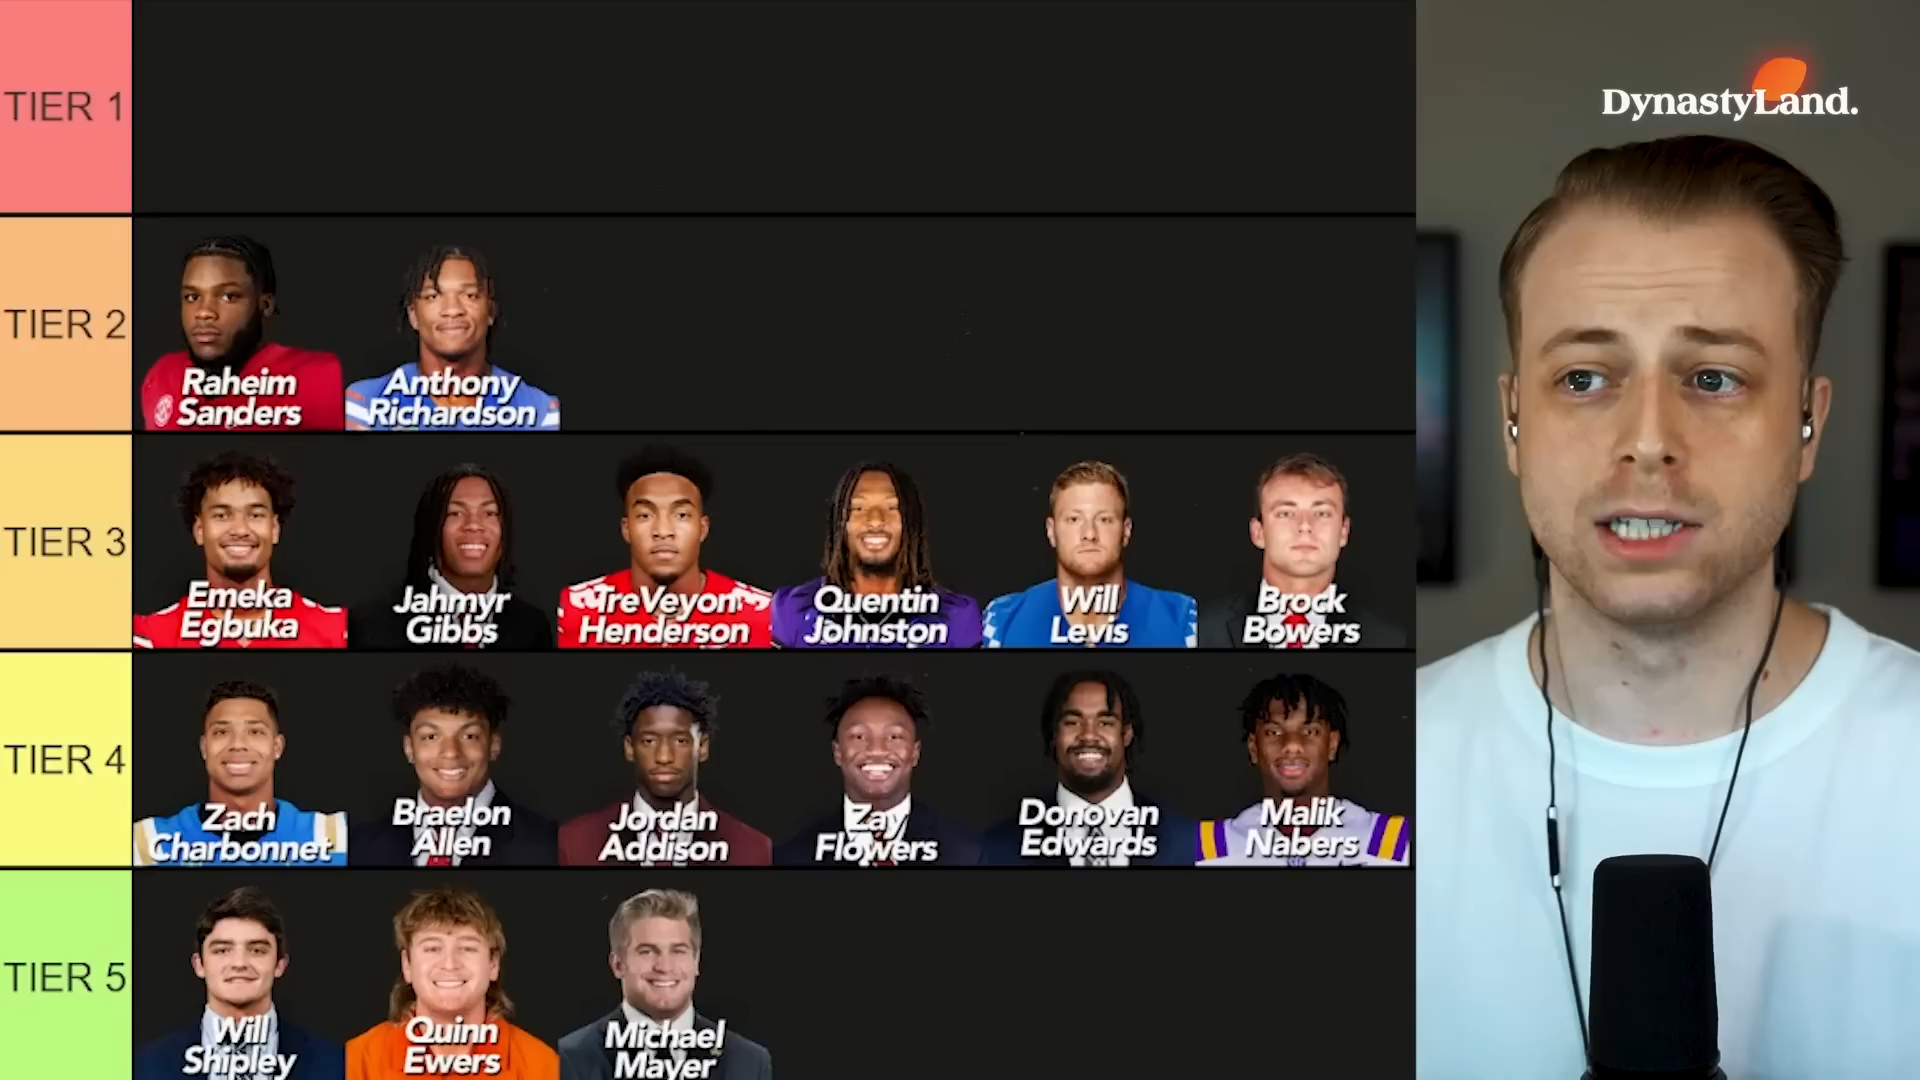 TIER 1
DynastyLand.
TIER 2
Raheim
Sanders
Anthony
Richardson
TIER 3
Emeka
Egbuka
Jahmyr
Gibbs
TreVeyon
Henderson
Quentin
Johnston
Will
Levis
Brock
Bowers
TIER 4
Zach
Charbonnet
Braelon
Allen
Jordan
Addison
Zay
Flowers
Donovan
Edwards
Malik
Nabers
TIER 5
Will
Shipley
Quinn
Ewers
Michael
Mayer